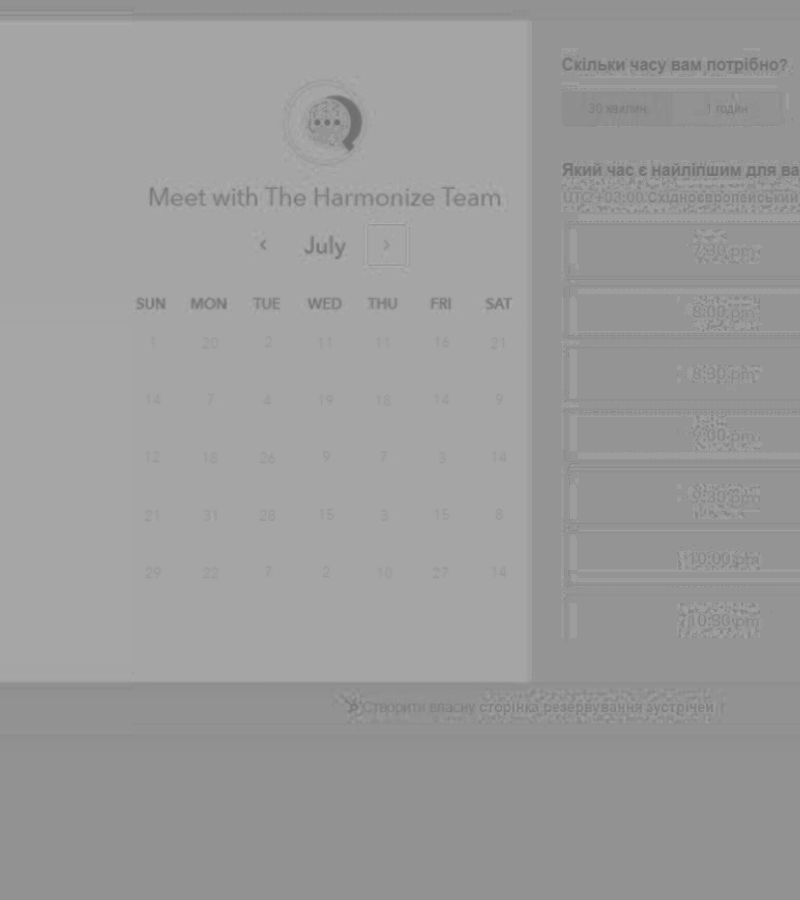 Meet with The Harmonize Team
July
SUN MON TUE WED THU FRI SAT
1 20 2 11 11 16 21
14 7 4 19 18 14 9
12 18 26 9 7 3 14
21 31 28 15 3 15 8
29 22 7 2 10 27 14
Скільки часу вам потрібно?
30 хвилин 1 годин
Який час є найліпшим для ва
UTC +03:00 Східноєвропейський
7:30 pm
8:00 pm
8:30 pm
9:00 pm
9:30 pm
10:00 pm
10:30 pm
Створити власну сторінка резервування зустрічей